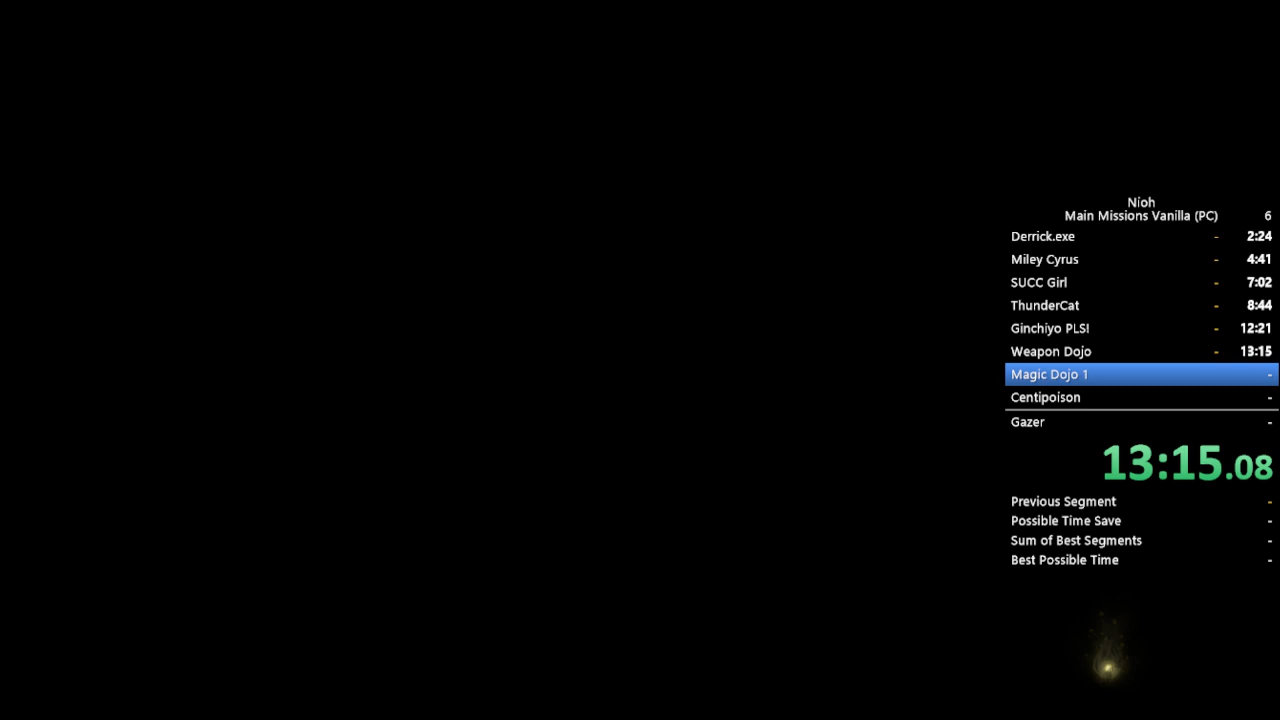 Nioh
Main Missions Vanilla (PC) 6
Derrick.exe - 2:24
Miley Cyrus - 4:41
SUCC Girl - 7:02
ThunderCat - 8:44
Ginchiyo PLS! - 12:21
Weapon Dojo - 13:15
Magic Dojo 1 -
Centipoison -
Gazer -
13:15.08
Previous Segment -
Possible Time Save -
Sum of Best Segments -
Best Possible Time -